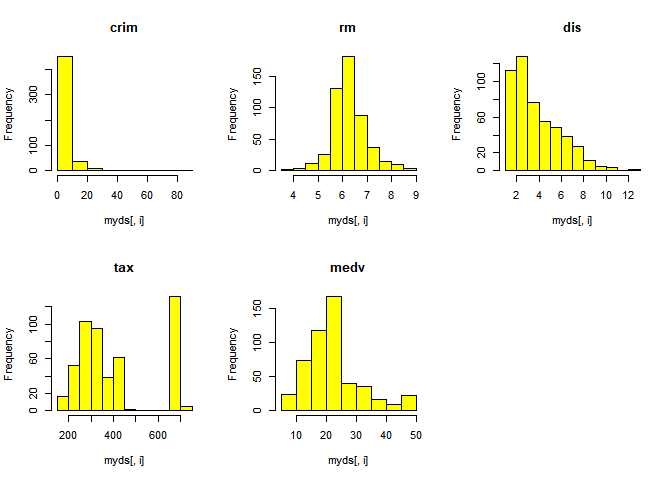 crim
Frequency
0 100 300
0 20 40 60 80
myds[, i]
rm
Frequency
0 50 100 150
4 5 6 7 8 9
myds[, i]
dis
Frequency
0 20 60 100
2 4 6 8 10 12
myds[, i]
tax
Frequency
0 20 60 100
200 400 600
myds[, i]
medv
Frequency
0 50 100 150
10 20 30 40 50
myds[, i]